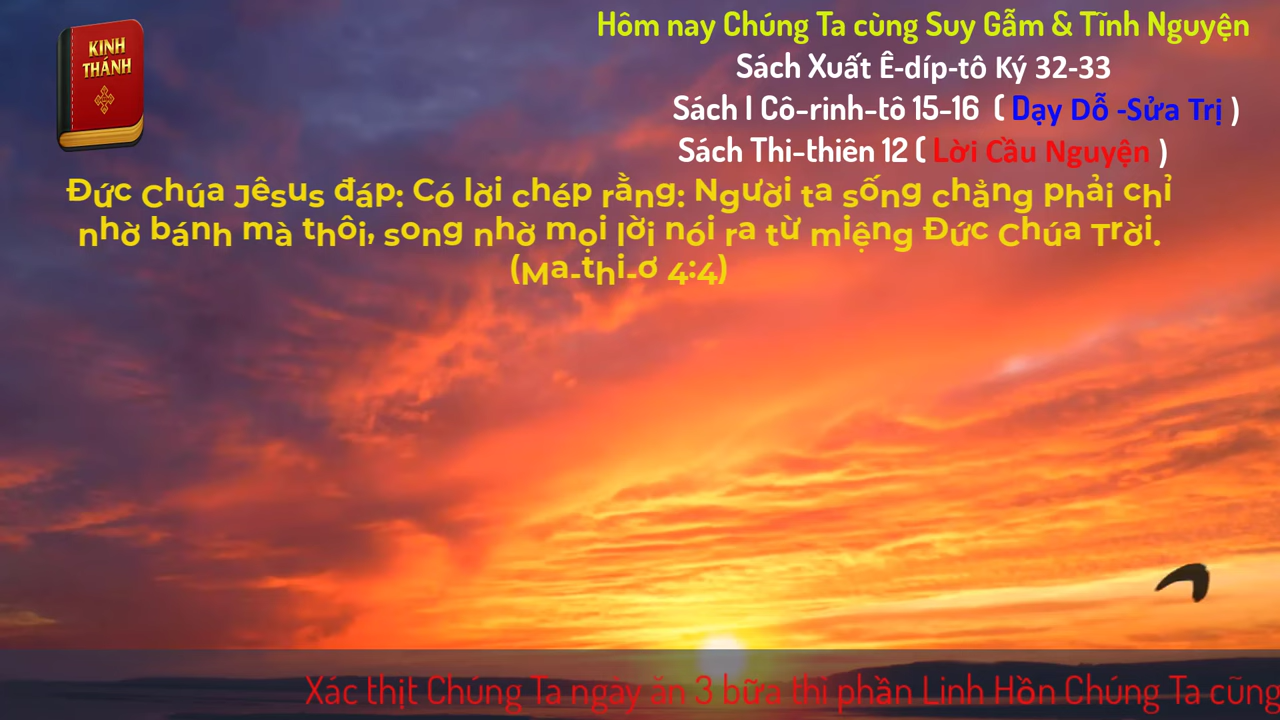 KINH
THÁNH
Hôm nay Chúng Ta cùng Suy Gẫm & Tĩnh Nguyện
Sách Xuất Ê-díp-tô Ký 32-33
Sách I Cô-rinh-tô 15-16 ( Dạy Dỗ -Sửa Trị )
Sách Thi-thiên 12 ( Lời Cầu Nguyện )
Đức Chúa Jêsus đáp: Có lời chép rằng: Người ta sống chẳng phải chỉ
nhờ bánh mà thôi, song nhờ mọi lời nói ra từ miệng Đức Chúa Trời.
(Ma-thi-ơ 4:4)
Xác thịt Chúng Ta ngày ăn 3 bữa thì phần Linh Hồn Chúng Ta cũng